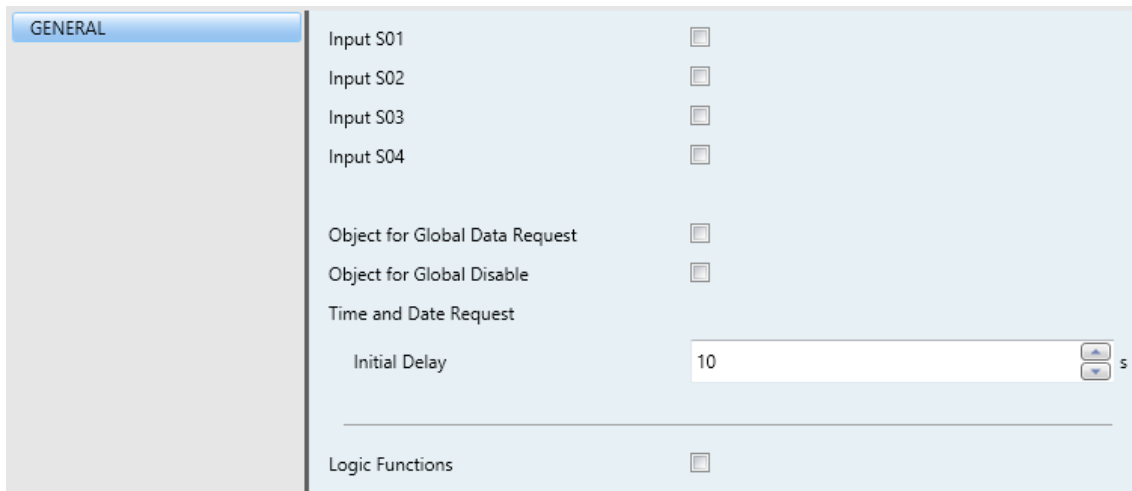 GENERAL
Input S01
Input S02
Input S03
Input S04
Object for Global Data Request
Object for Global Disable
Time and Date Request
Initial Delay 10 s
Logic Functions